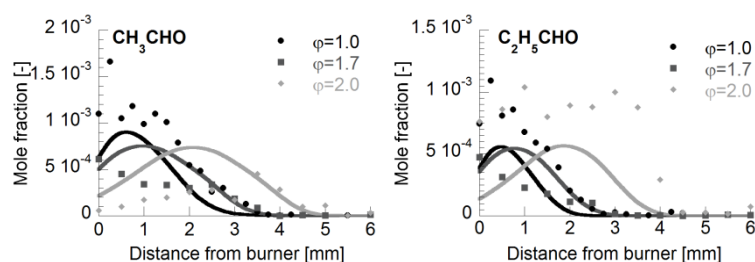 CH3CHO
φ=1.0
φ=1.7
φ=2.0
Mole fraction [-]
2 10-3
1.5 10-3
1 10-3
5 10-4
0
0 1 2 3 4 5 6
Distance from burner [mm]
C2H5CHO
φ=1.0
φ=1.7
φ=2.0
Mole fraction [-]
1.5 10-3
1 10-3
5 10-4
0
0 1 2 3 4 5 6
Distance from burner [mm]